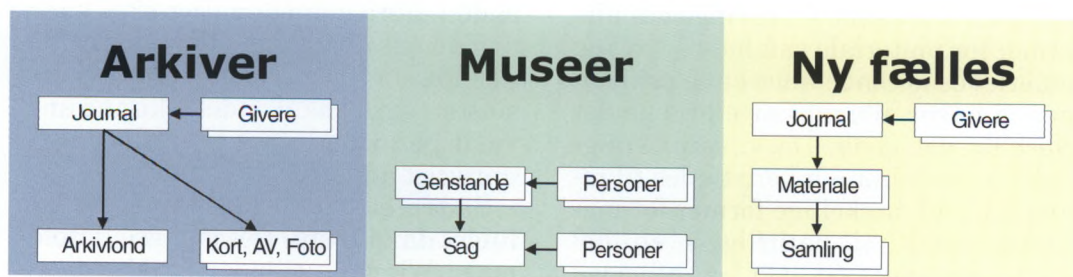 Arkiver
Journal
Givere
Arkivfond
Kort, AV, Foto
Museer
Genstande
Personer
Sag
Personer
Ny fælles
Journal
Givere
Materiale
Samling